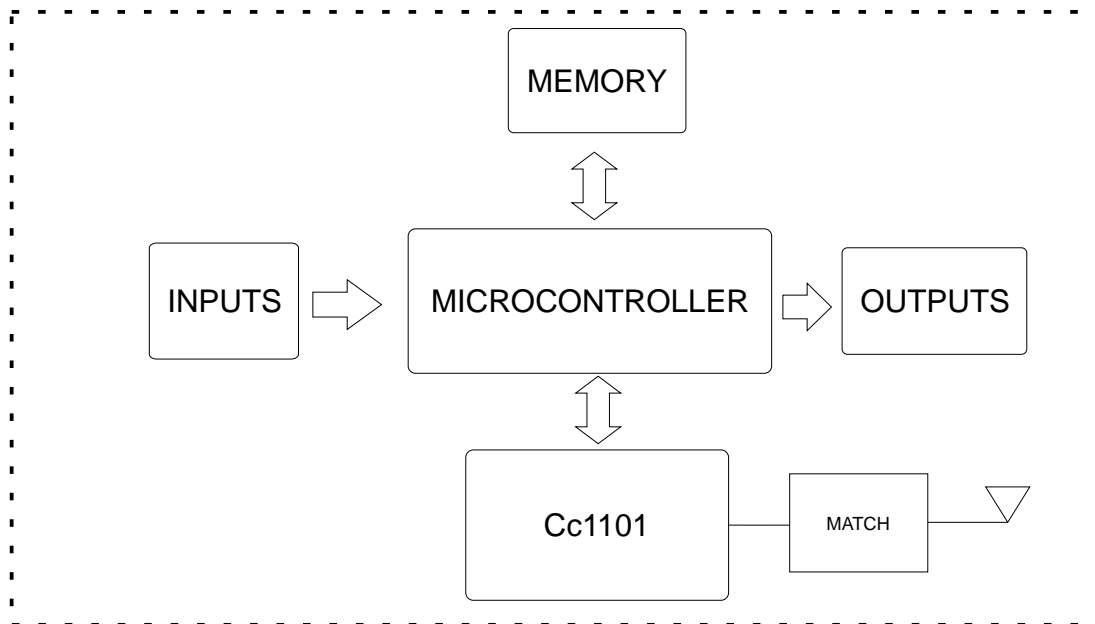 MEMORY
INPUTS
MICROCONTROLLER
OUTPUTS
Cc1101
MATCH